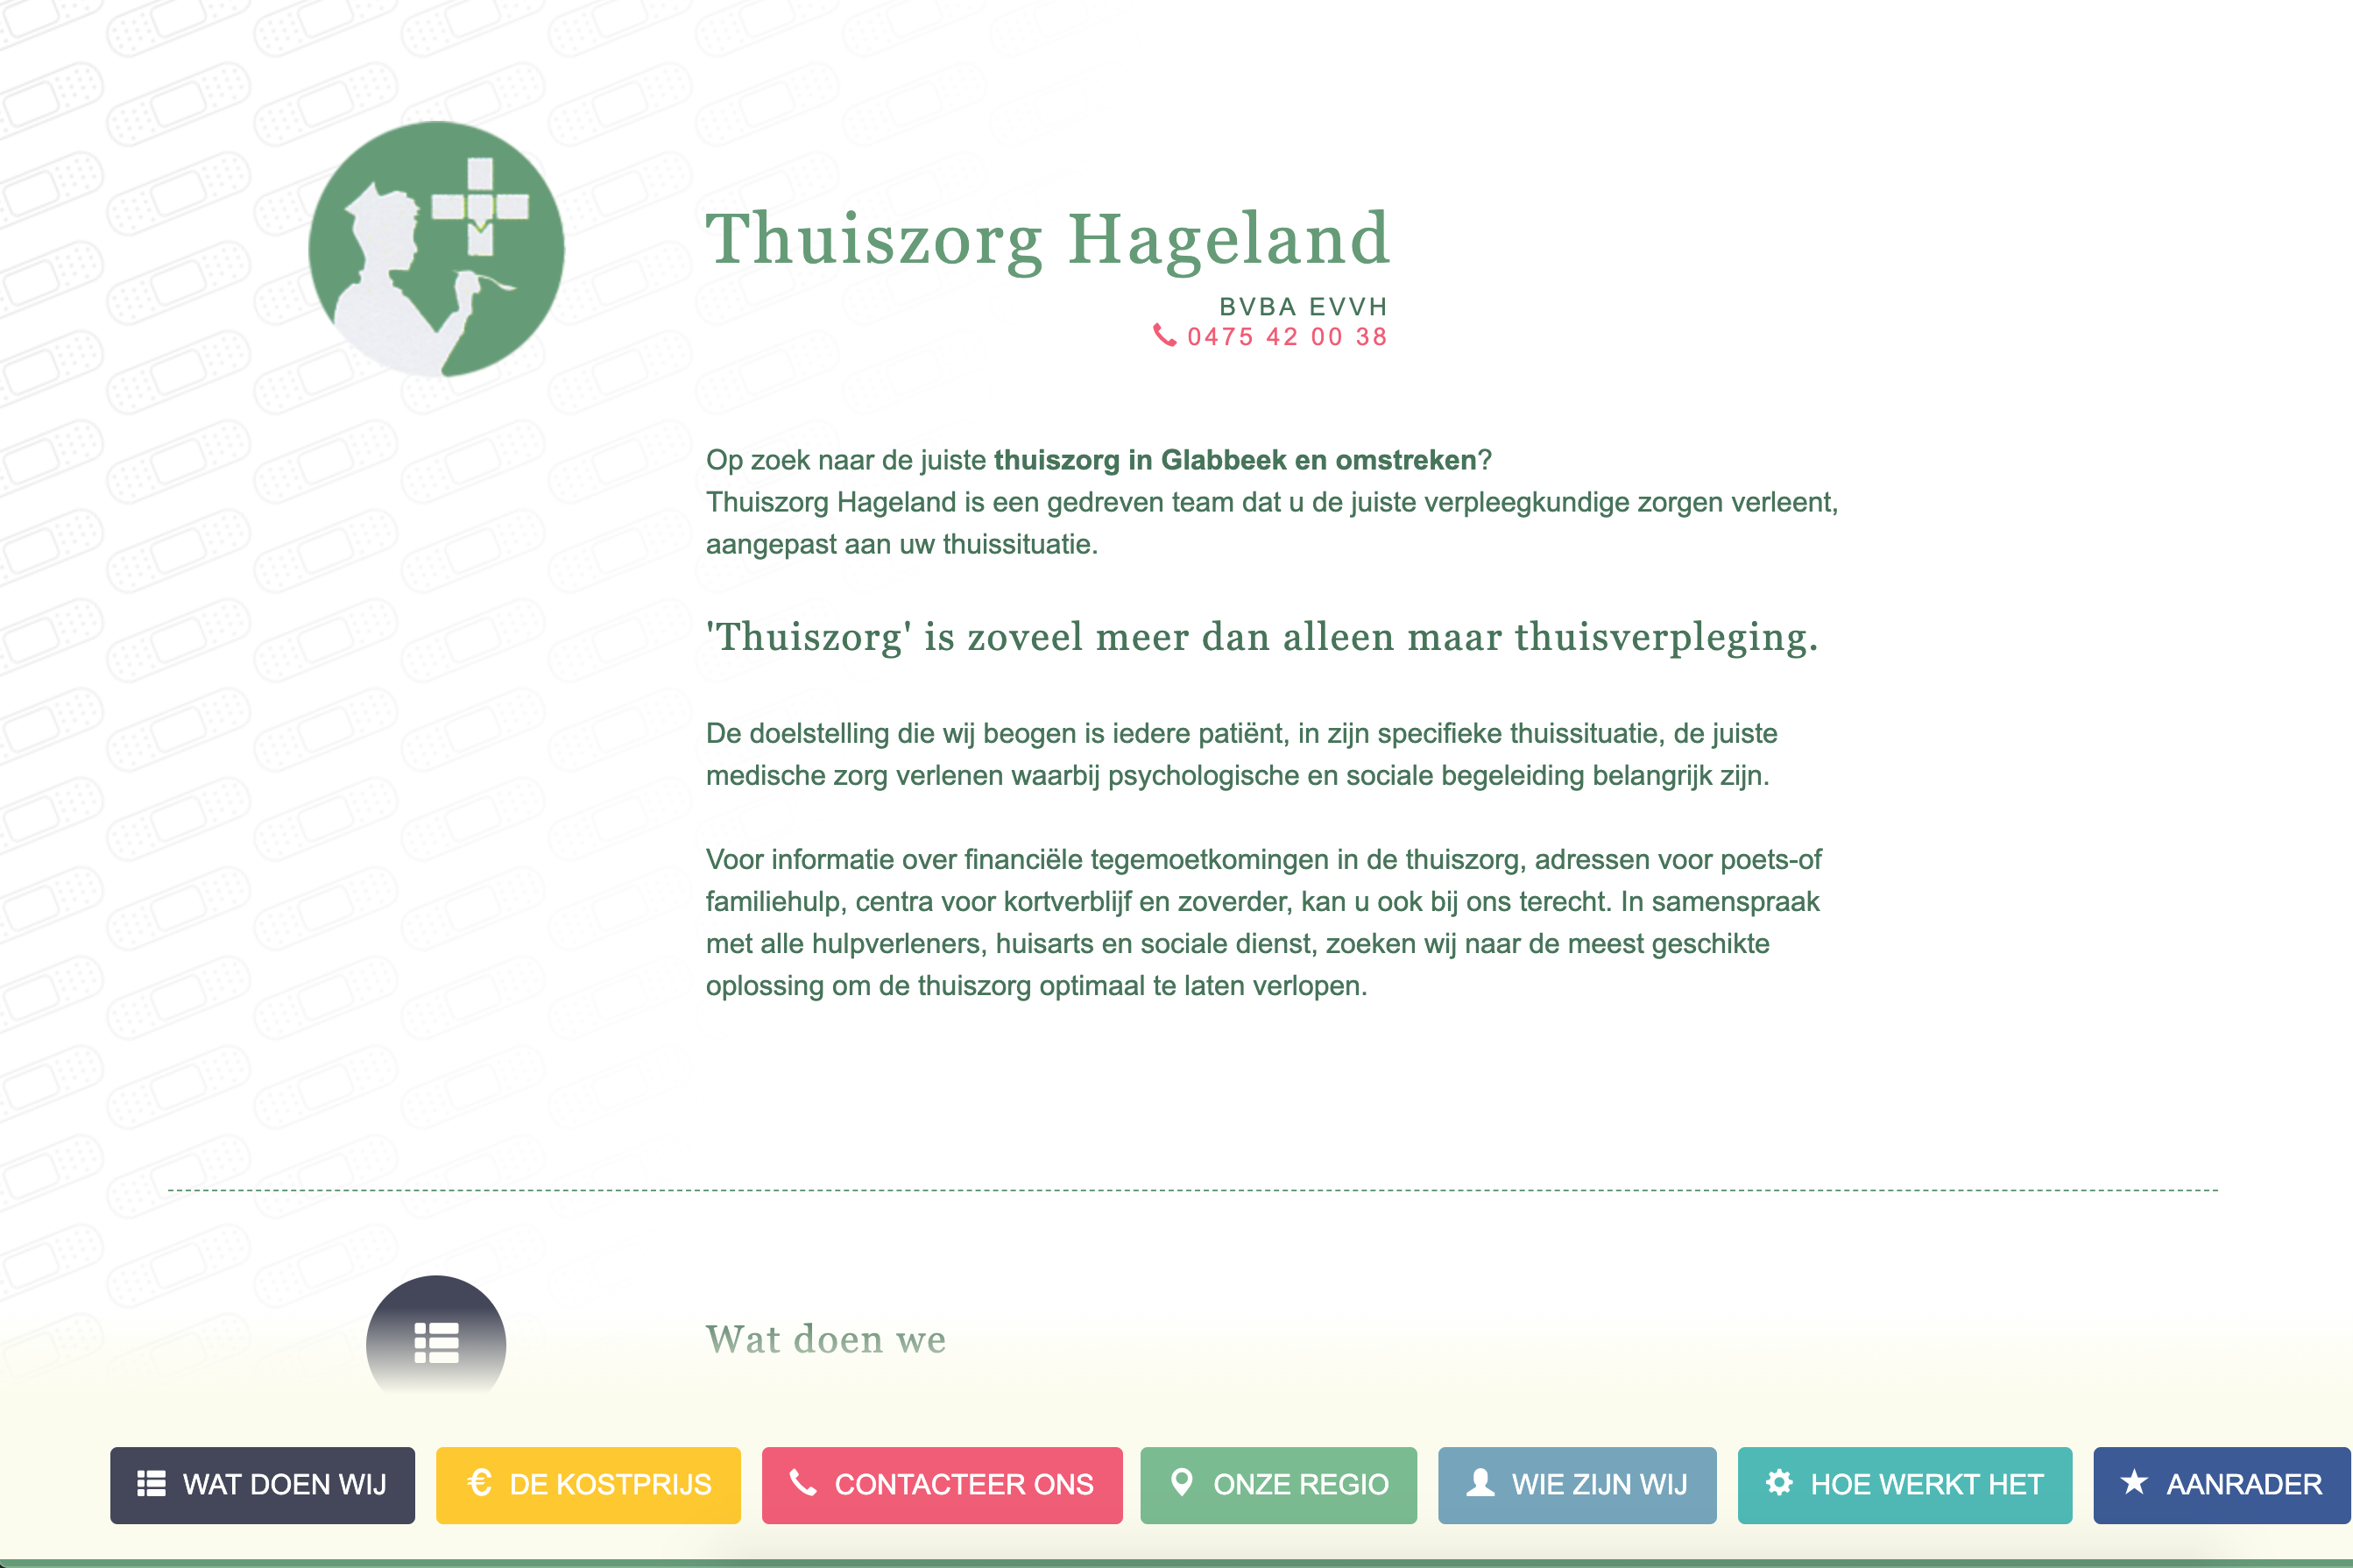 Thuiszorg Hageland
BVBA EVVH
0475 42 00 38
Op zoek naar de juiste thuiszorg in Glabbeek en omstreken?
Thuiszorg Hageland is een gedreven team dat u de juiste verpleegkundige zorgen verleent,
aangepast aan uw thuissituatie.
'Thuiszorg' is zoveel meer dan alleen maar thuisverpleging.
De doelstelling die wij beogen is iedere patiënt, in zijn specifieke thuissituatie, de juiste
medische zorg verlenen waarbij psychologische en sociale begeleiding belangrijk zijn.
Voor informatie over financiële tegemoetkomingen in de thuiszorg, adressen voor poets-of
familiehulp, centra voor kortverblijf en zoverder, kan u ook bij ons terecht. In samenspraak
met alle hulpverleners, huisarts en sociale dienst, zoeken wij naar de meest geschikte
oplossing om de thuiszorg optimaal te laten verlopen.
Wat doen we
WAT DOEN WIJ
€ DE KOSTPRIJS
CONTACTEER ONS
ONZE REGIO
WIE ZIJN WIJ
HOE WERKT HET
AANRADER